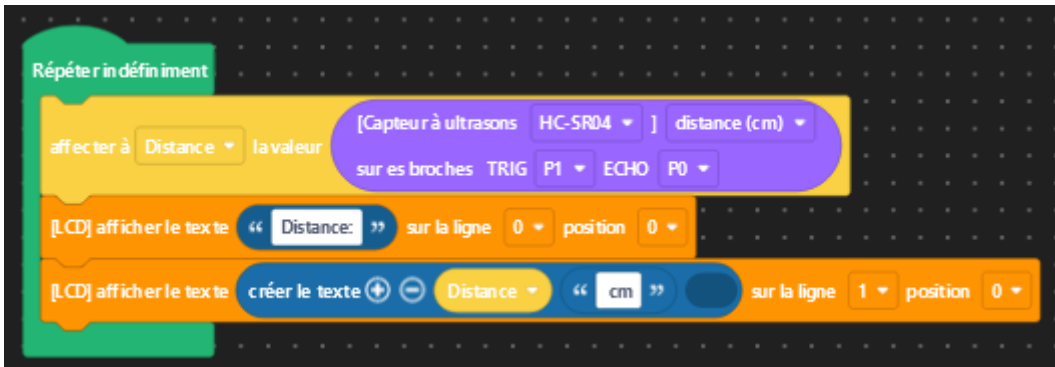 Répéter indéfiniment
[Capteur à ultrasons HC-SR04 ] distance (cm)
affecter à Distance la valeur
sur es broches TRIG P1 ECHO P0
[LCD] afficher le texte “ Distance: ” sur la ligne 0 position 0
[LCD] afficher le texte créer le texte + - Distance “ cm ” sur la ligne 1 position 0